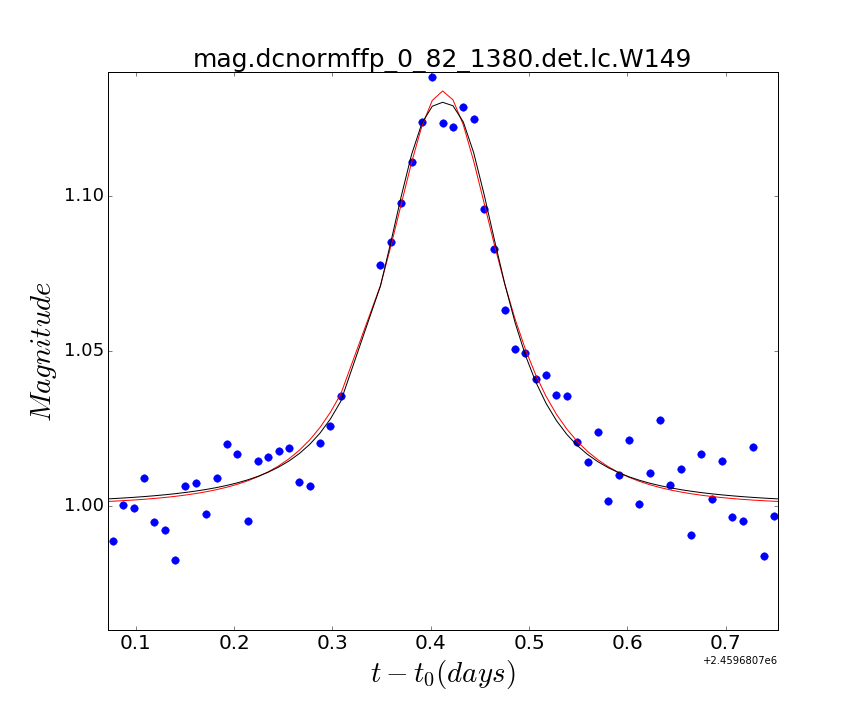 mag.dcnormffp_0_82_1380.det.lc.W149
1.10
1.05
1.00
Magnitude
0.1 0.2 0.3 0.4 0.5 0.6 0.7
+2.4596807e6
t − t₀(days)